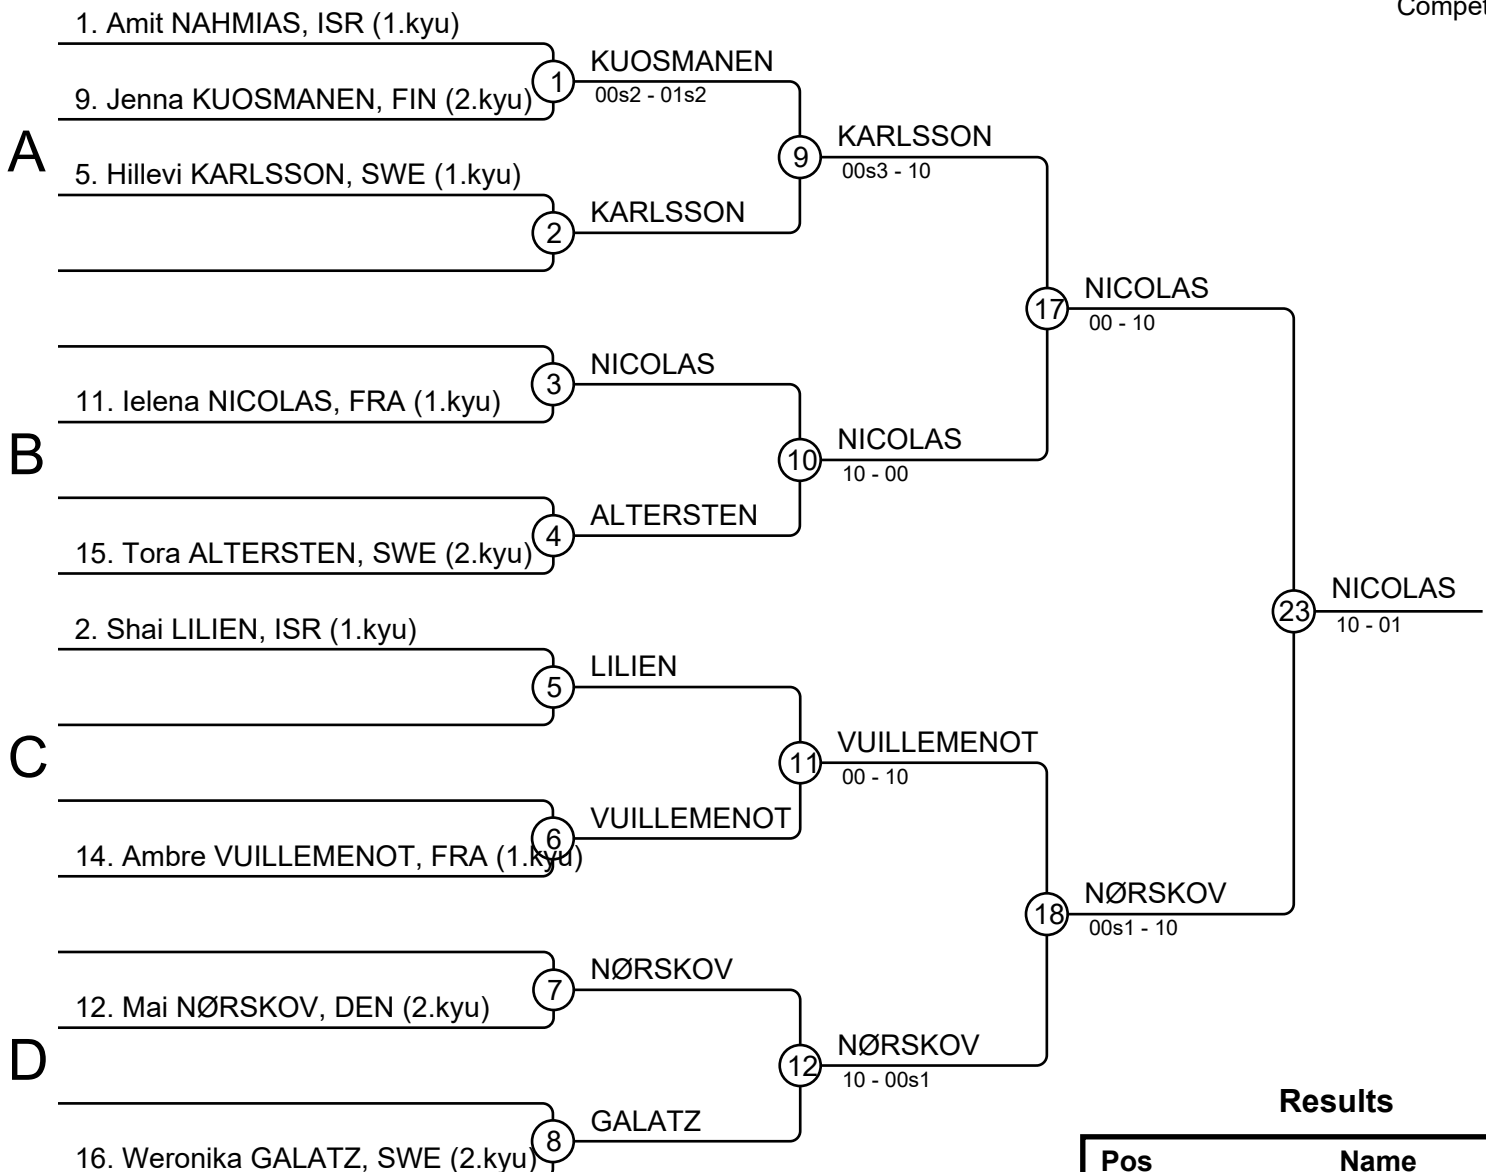 Compet
1. Amit NAHMIAS, ISR (1.kyu)
KUOSMANEN
1
00s2 - 01s2
9. Jenna KUOSMANEN, FIN (2.kyu)
KARLSSON
A
9
00s3 - 10
5. Hillevi KARLSSON, SWE (1.kyu)
KARLSSON
2
NICOLAS
17
00 - 10
NICOLAS
3
11. Ielena NICOLAS, FRA (1.kyu)
NICOLAS
B
10
10 - 00
ALTERSTEN
4
15. Tora ALTERSTEN, SWE (2.kyu)
NICOLAS
23
10 - 01
2. Shai LILIEN, ISR (1.kyu)
LILIEN
5
VUILLEMENOT
C
11
00 - 10
VUILLEMENOT
6
14. Ambre VUILLEMENOT, FRA (1.kyu)
NØRSKOV
18
00s1 - 10
NØRSKOV
7
12. Mai NØRSKOV, DEN (2.kyu)
NØRSKOV
D
12
10 - 00s1
Results
GALATZ
8
16. Weronika GALATZ, SWE (2.kyu)
Pos Name